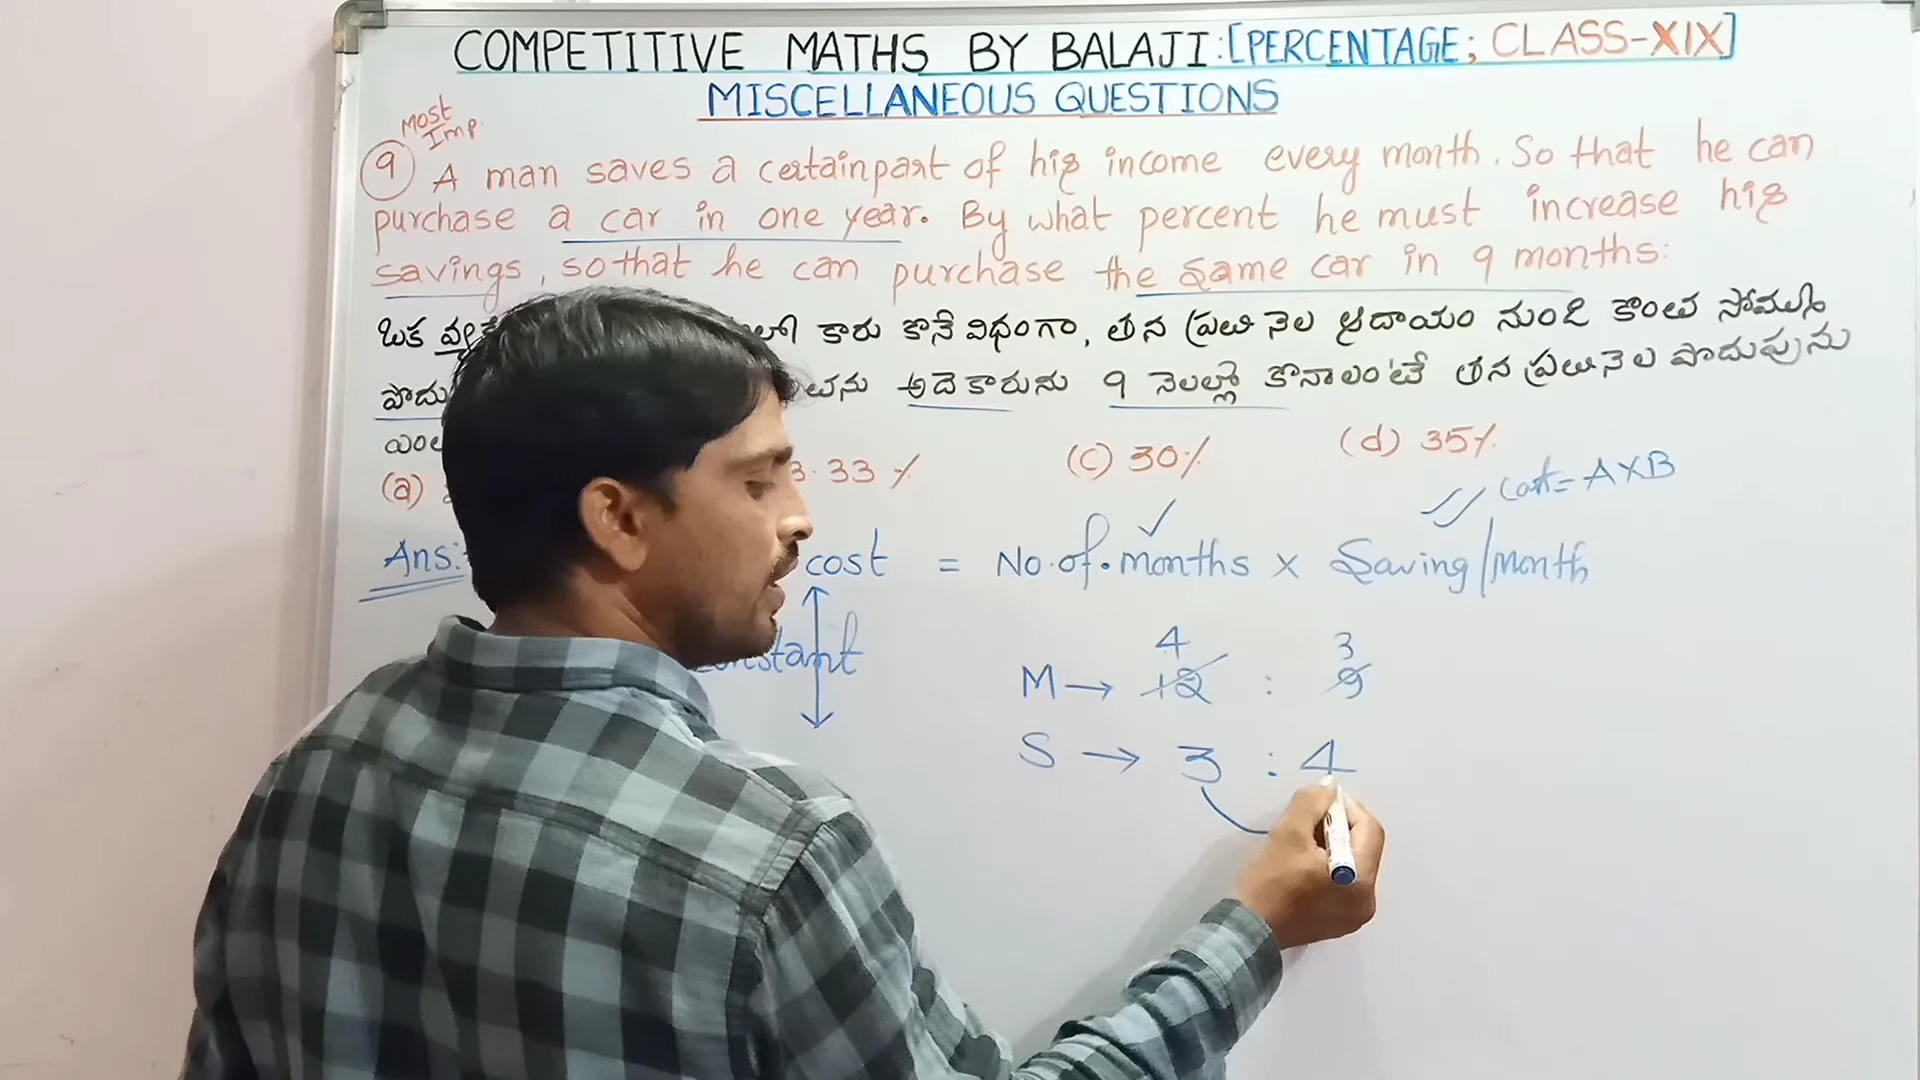 COMPETITIVE MATHS BY BALAJI:[PERCENTAGE; CLASS-XIX]
MISCELLANEOUS QUESTIONS
Most Imp.
9 A man saves a certain part of his income every month. So that he can
purchase a car in one year. By what percent he must increase his
savings, so that he can purchase the same car in 9 months:
ఒక కారు కొనే విధంగా, తన ప్రతి నెల ఆదాయం నుండి కొంత సోమ్ము
అదె కారును 9 నెలల్లో కొనాలంటే తన ప్రతి నెల పొదుపును
(a) 3.33% (c) 30% (d) 35%
Cost = A×B
Ans: cost = No.of.months × Saving/Month
constant
4 3
M → 12 : 9
S → 3 : 4